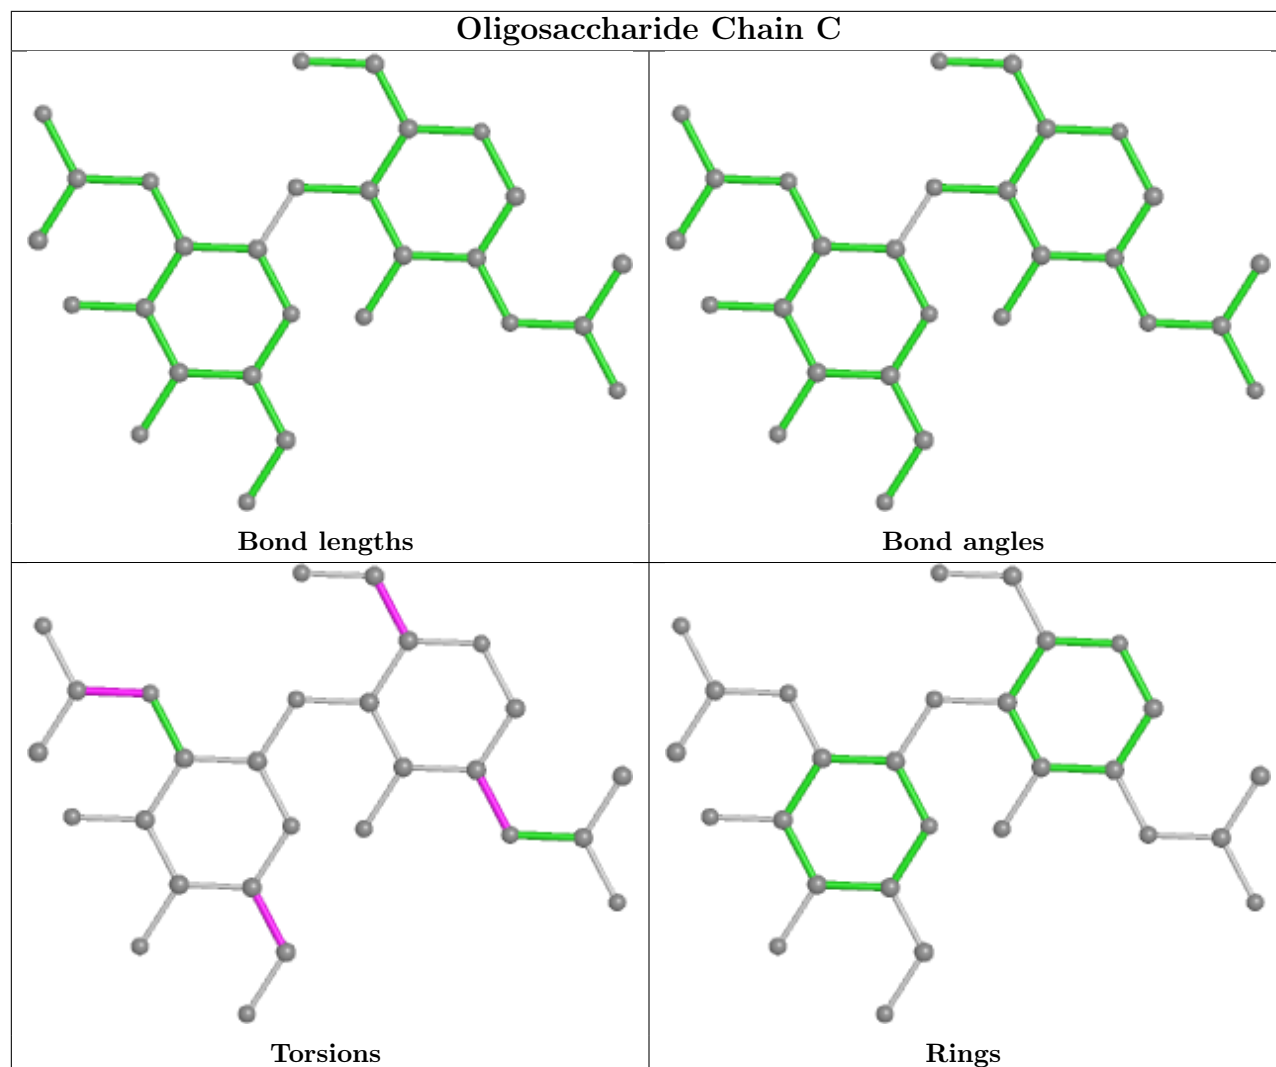 Oligosaccharide Chain C
Bond lengths
Bond angles
Torsions
Rings